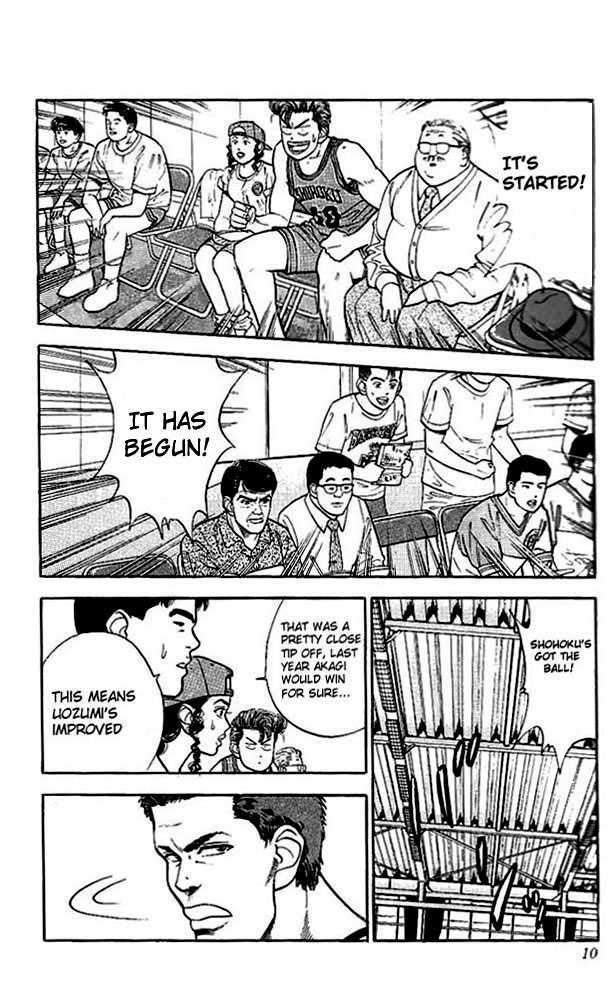 IT'S
STARTED!
SHOHOKU
IT HAS
BEGUN!
SHOHOKU'S
GOT THE
BALL!
THAT WAS A
PRETTY CLOSE
TIP OFF, LAST
YEAR AKAGI
WOULD WIN
FOR SURE...
THIS MEANS
UOZUMI'S
IMPROVED
10